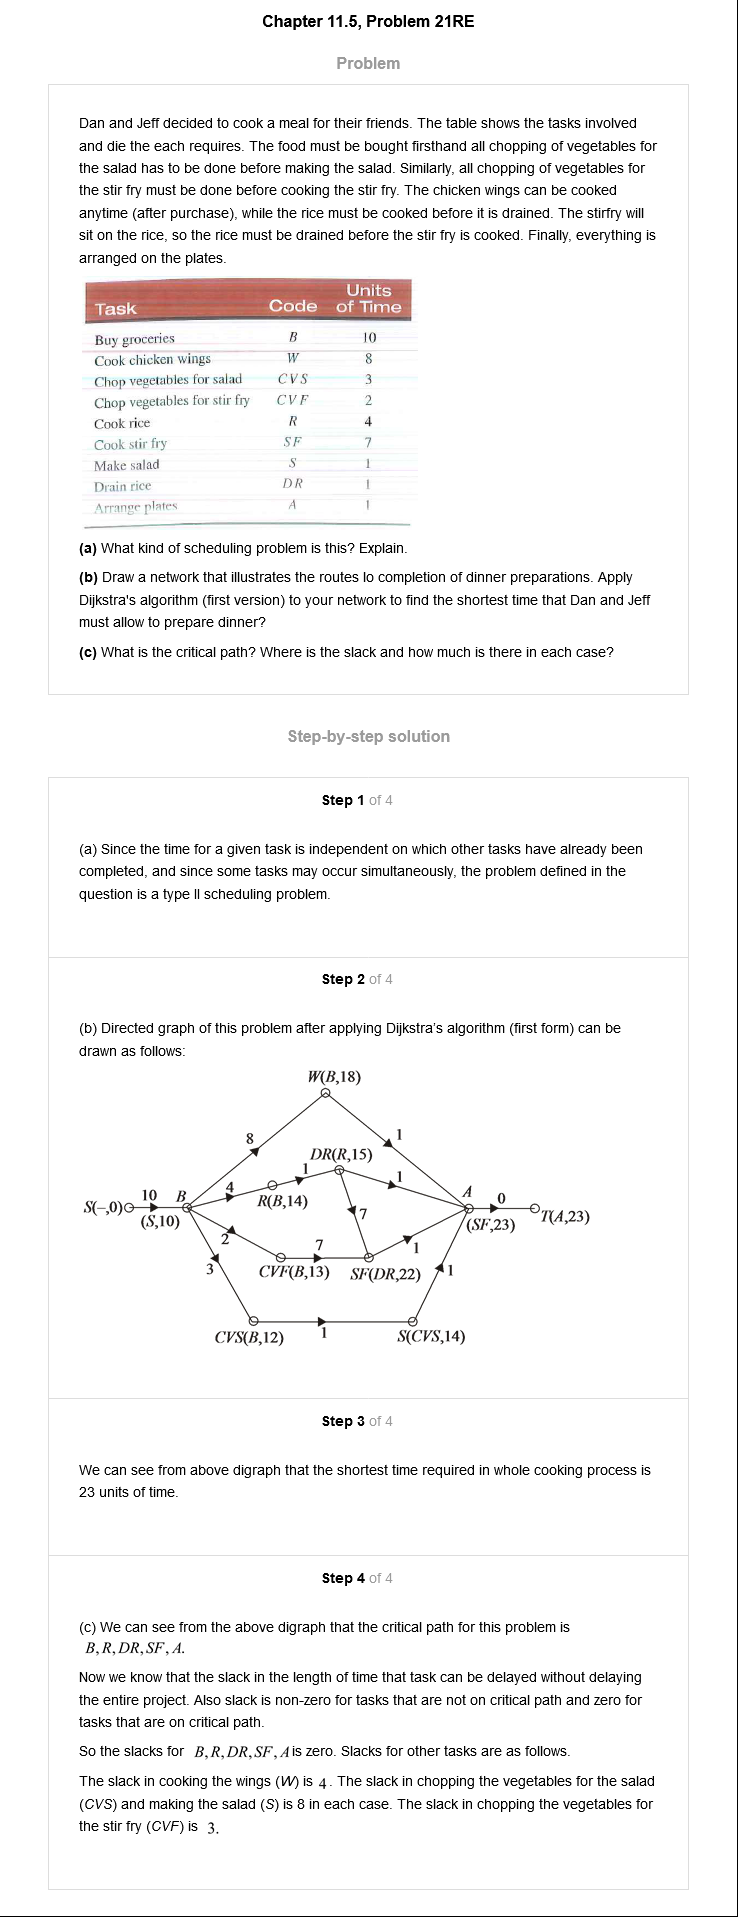 Chapter 11.5, Problem 21RE
Problem
Dan and Jeff decided to cook a meal for their friends. The table shows the tasks involved
and die the each requires. The food must be bought firsthand all chopping of vegetables for
the salad has to be done before making the salad. Similarly, all chopping of vegetables for
the stir fry must be done before cooking the stir fry. The chicken wings can be cooked
anytime (after purchase), while the rice must be cooked before it is drained. The stirfry will
sit on the rice, so the rice must be drained before the stir fry is cooked. Finally, everything is
arranged on the plates.
Units
Task Code of Time
Buy groceries B 10
Cook chicken wings W 8
Chop vegetables for salad CVS 3
Chop vegetables for stir fry CVF 2
Cook rice R 4
Cook stir fry SF 7
Make salad S 1
Drain rice DR 1
Arrange plates A 1
(a) What kind of scheduling problem is this? Explain.
(b) Draw a network that illustrates the routes lo completion of dinner preparations. Apply
Dijkstra's algorithm (first version) to your network to find the shortest time that Dan and Jeff
must allow to prepare dinner?
(c) What is the critical path? Where is the slack and how much is there in each case?
Step-by-step solution
Step 1 of 4
(a) Since the time for a given task is independent on which other tasks have already been
completed, and since some tasks may occur simultaneously, the problem defined in the
question is a type II scheduling problem.
Step 2 of 4
(b) Directed graph of this problem after applying Dijkstra's algorithm (first form) can be
drawn as follows:
W(B,18)
8 1
DR(R,15)
1 1
4
R(B,14)
10 B A 0
S(–,0)
(S,10) (SF,23) T(A,23)
7
2 7 1
3 CVF(B,13) SF(DR,22) 1
CVS(B,12) 1 S(CVS,14)
Step 3 of 4
We can see from above digraph that the shortest time required in whole cooking process is
23 units of time.
Step 4 of 4
(c) We can see from the above digraph that the critical path for this problem is
B, R, DR, SF, A.
Now we know that the slack in the length of time that task can be delayed without delaying
the entire project. Also slack is non-zero for tasks that are not on critical path and zero for
tasks that are on critical path.
So the slacks for B, R, DR, SF, A is zero. Slacks for other tasks are as follows.
The slack in cooking the wings (W) is 4. The slack in chopping the vegetables for the salad
(CVS) and making the salad (S) is 8 in each case. The slack in chopping the vegetables for
the stir fry (CVF) is 3.